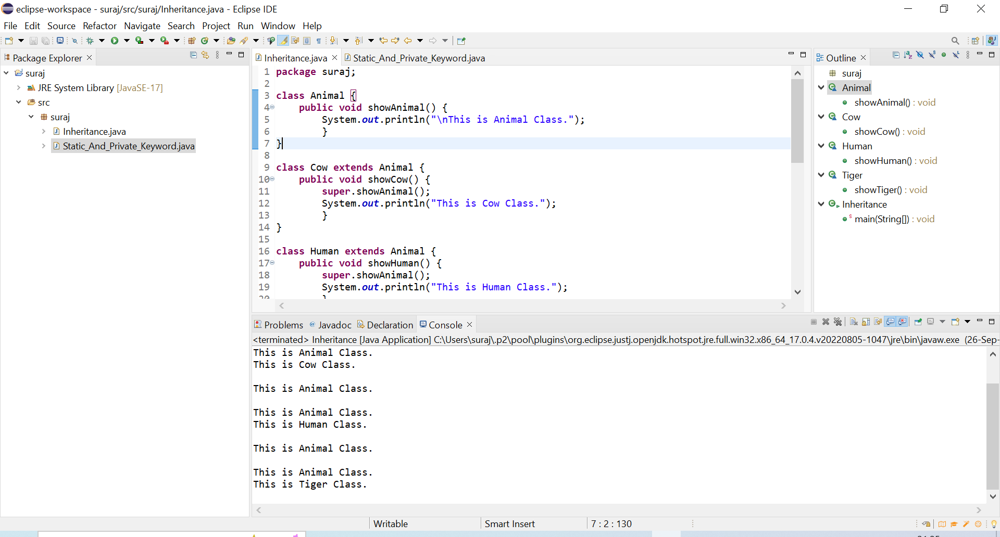 eclipse-workspace - suraj/src/suraj/Inheritance.java - Eclipse IDE
File Edit Source Refactor Navigate Search Project Run Window Help
Package Explorer
suraj
JRE System Library [JavaSE-17]
src
suraj
Inheritance.java
Static_And_Private_Keyword.java
Inheritance.java Static_And_Private_Keyword.java
1 package suraj;
2
3 class Animal {
4 public void showAnimal() {
5 System.out.println("\nThis is Animal Class.");
6 }
7 }
8
9 class Cow extends Animal {
10 public void showCow() {
11 super.showAnimal();
12 System.out.println("This is Cow Class.");
13 }
14 }
15
16 class Human extends Animal {
17 public void showHuman() {
18 super.showAnimal();
19 System.out.println("This is Human Class.");
20 }
Outline
suraj
Animal
showAnimal() : void
Cow
showCow() : void
Human
showHuman() : void
Tiger
showTiger() : void
Inheritance
main(String[]) : void
Problems Javadoc Declaration Console
<terminated> Inheritance [Java Application] C:\Users\suraj\.p2\pool\plugins\org.eclipse.justj.openjdk.hotspot.jre.full.win32.x86_64_17.0.4.v20220805-1047\jre\bin\javaw.exe (26-Sep-
This is Animal Class.
This is Cow Class.
This is Animal Class.
This is Animal Class.
This is Human Class.
This is Animal Class.
This is Animal Class.
This is Tiger Class.
Writable Smart Insert 7 : 2 : 130